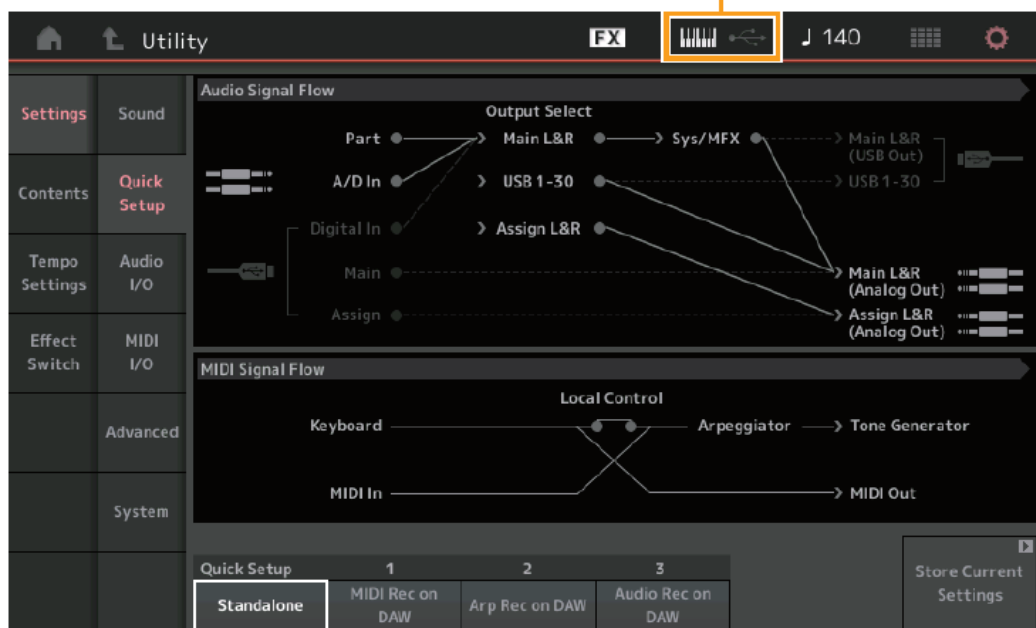 Utility
FX
♩ 140
Settings
Sound
Contents
Quick
Setup
Tempo
Settings
Audio
I/O
Effect
Switch
MIDI
I/O
Advanced
System
Audio Signal Flow
Output Select
Part
Main L&R
Sys/MFX
Main L&R
(USB Out)
A/D In
USB 1-30
USB 1-30
Digital In
Assign L&R
Main
Main L&R
(Analog Out)
Assign
Assign L&R
(Analog Out)
MIDI Signal Flow
Local Control
Keyboard
Arpeggiator
Tone Generator
MIDI In
MIDI Out
Quick Setup
1
2
3
Standalone
MIDI Rec on
DAW
Arp Rec on DAW
Audio Rec on
DAW
Store Current
Settings